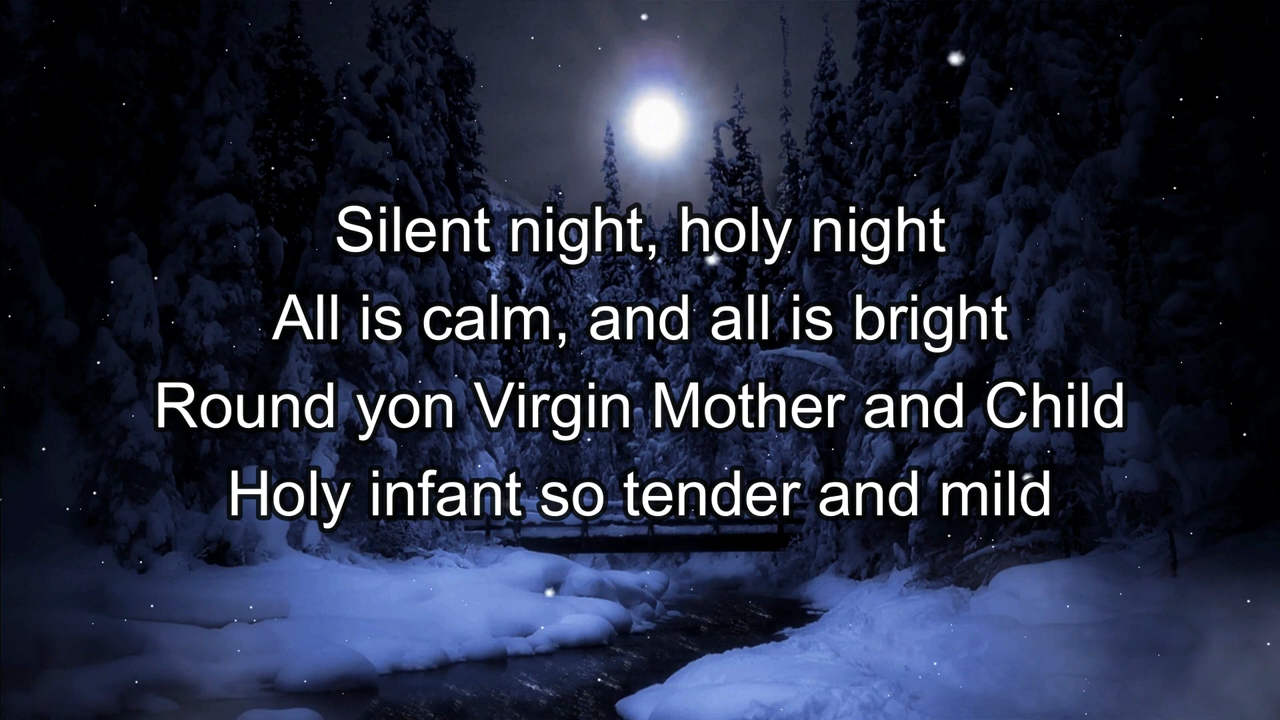 Silent night, holy night
All is calm, and all is bright
Round yon Virgin Mother and Child
Holy infant so tender and mild